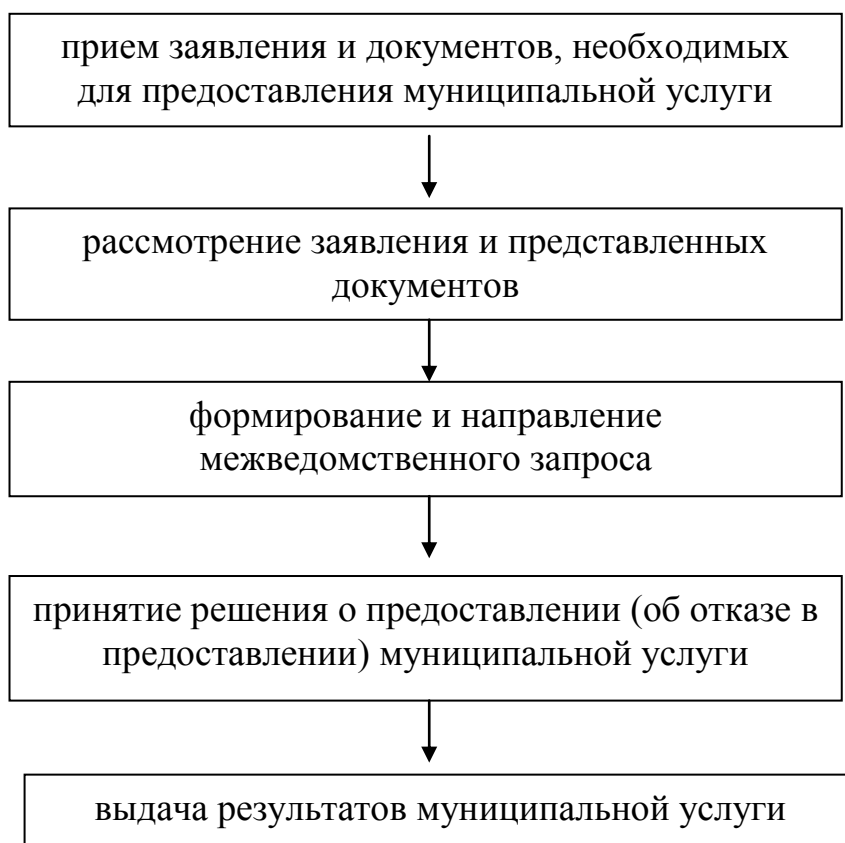 прием заявления и документов, необходимых
для предоставления муниципальной услуги
рассмотрение заявления и представленных
документов
формирование и направление
межведомственного запроса
принятие решения о предоставлении (об отказе в
предоставлении) муниципальной услуги
выдача результатов муниципальной услуги